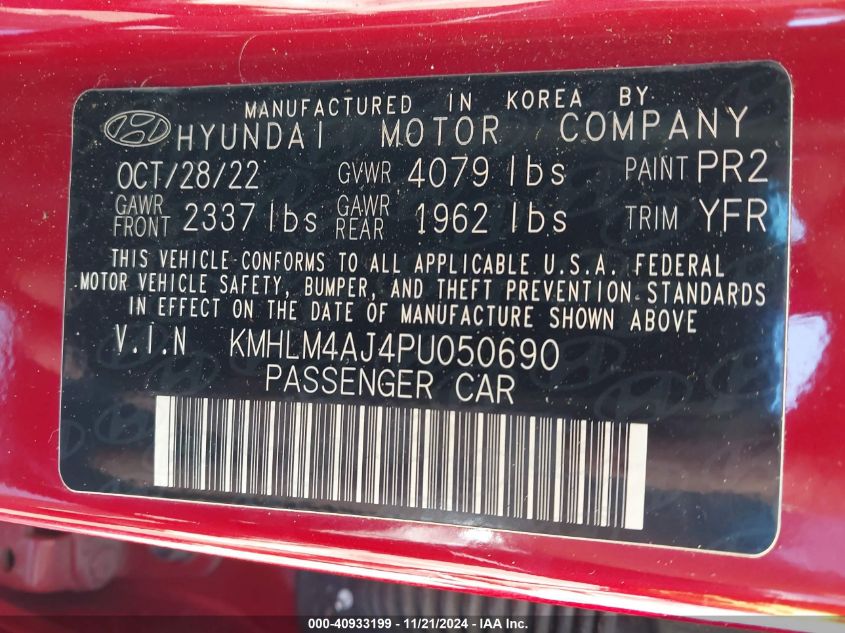 MANUFACTURED IN KOREA BY
HYUNDAI MOTOR COMPANY
OCT/28/22 GVWR 4079 lbs PAINT PR2
GAWR FRONT 2337 lbs GAWR REAR 1962 lbs TRIM YFR
THIS VEHICLE CONFORMS TO ALL APPLICABLE U.S.A. FEDERAL
MOTOR VEHICLE SAFETY, BUMPER, AND THEFT PREVENTION STANDARDS
IN EFFECT ON THE DATE OF MANUFACTURE SHOWN ABOVE
V.I.N KMHLM4AJ4PU050690
PASSENGER CAR
000-40933199 - 11/21/2024 - IAA Inc.